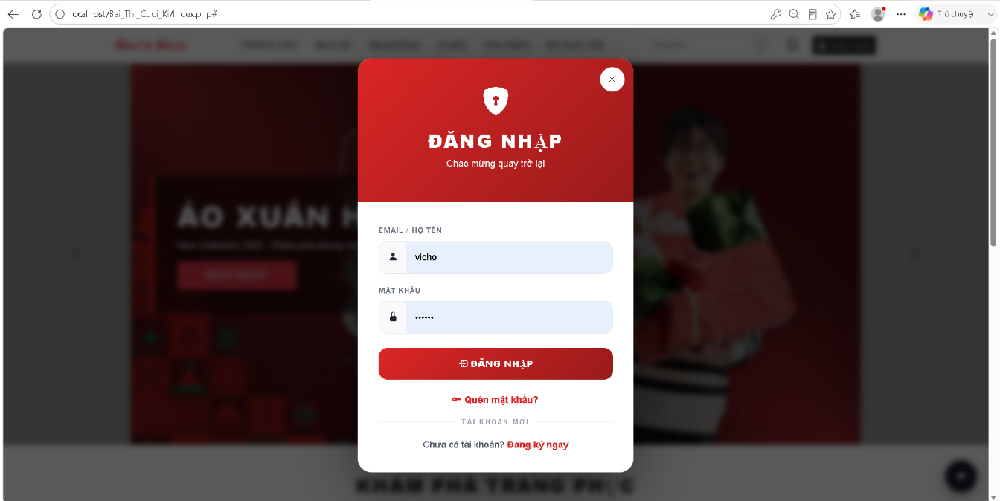 localhost/Bai_Thi_Cuoi_Ki/Index.php#
Trò chuyện
ĐĂNG NHẬP
Chào mừng quay trở lại
ÁO XUÂN H
EMAIL / HỌ TÊN
vicho
MẬT KHẨU
••••••
ĐĂNG NHẬP
Quên mật khẩu?
TÀI KHOẢN MỚI
Chưa có tài khoản? Đăng ký ngay
KHÁM PHÁ TRANG PHỤC